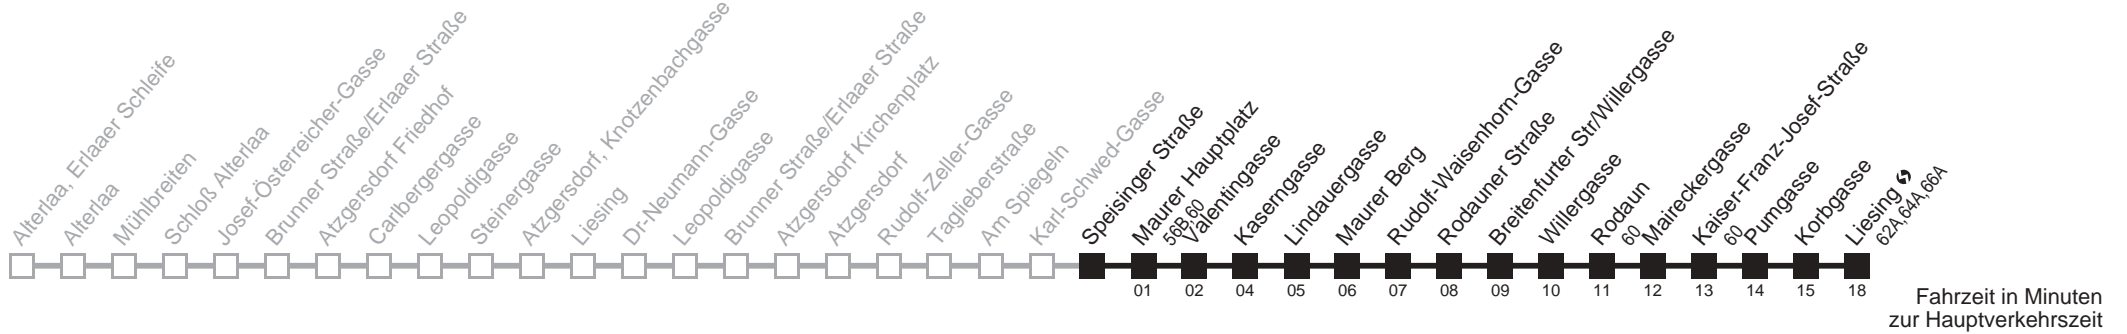 Alterlaa, Erlaaer Schleife
Alterlaa
Mühlbreiten
Schloß Alterlaa
Josef-Österreicher-Gasse
Brunner Straße/Erlaaer Straße
Atzgersdorf Friedhof
Carlbergergasse
Leopoldigasse
Steinergasse
Atzgersdorf, Knotzenbachgasse
Liesing
Dr-Neumann-Gasse
Leopoldigasse
Brunner Straße/Erlaaer Straße
Atzgersdorf Kirchenplatz
Atzgersdorf
Rudolf-Zeller-Gasse
Taglieberstraße
Am Spiegeln
Karl-Schwed-Gasse
Speisinger Straße
Maurer Hauptplatz
56B,60
Valentingasse
Kaserngasse
Lindauergasse
Maurer Berg
Rudolf-Waisenhorn-Gasse
Rodauner Straße
Breitenfurter Str/Willergasse
Willergasse
Rodaun
60
Maireckergasse
Kaiser-Franz-Josef-Straße
60
Pumgasse
Korbgasse
Liesing
62A,64A,66A
01 02 04 05 06 07 08 09 10 11 12 13 14 15 18
Fahrzeit in Minuten
zur Hauptverkehrszeit